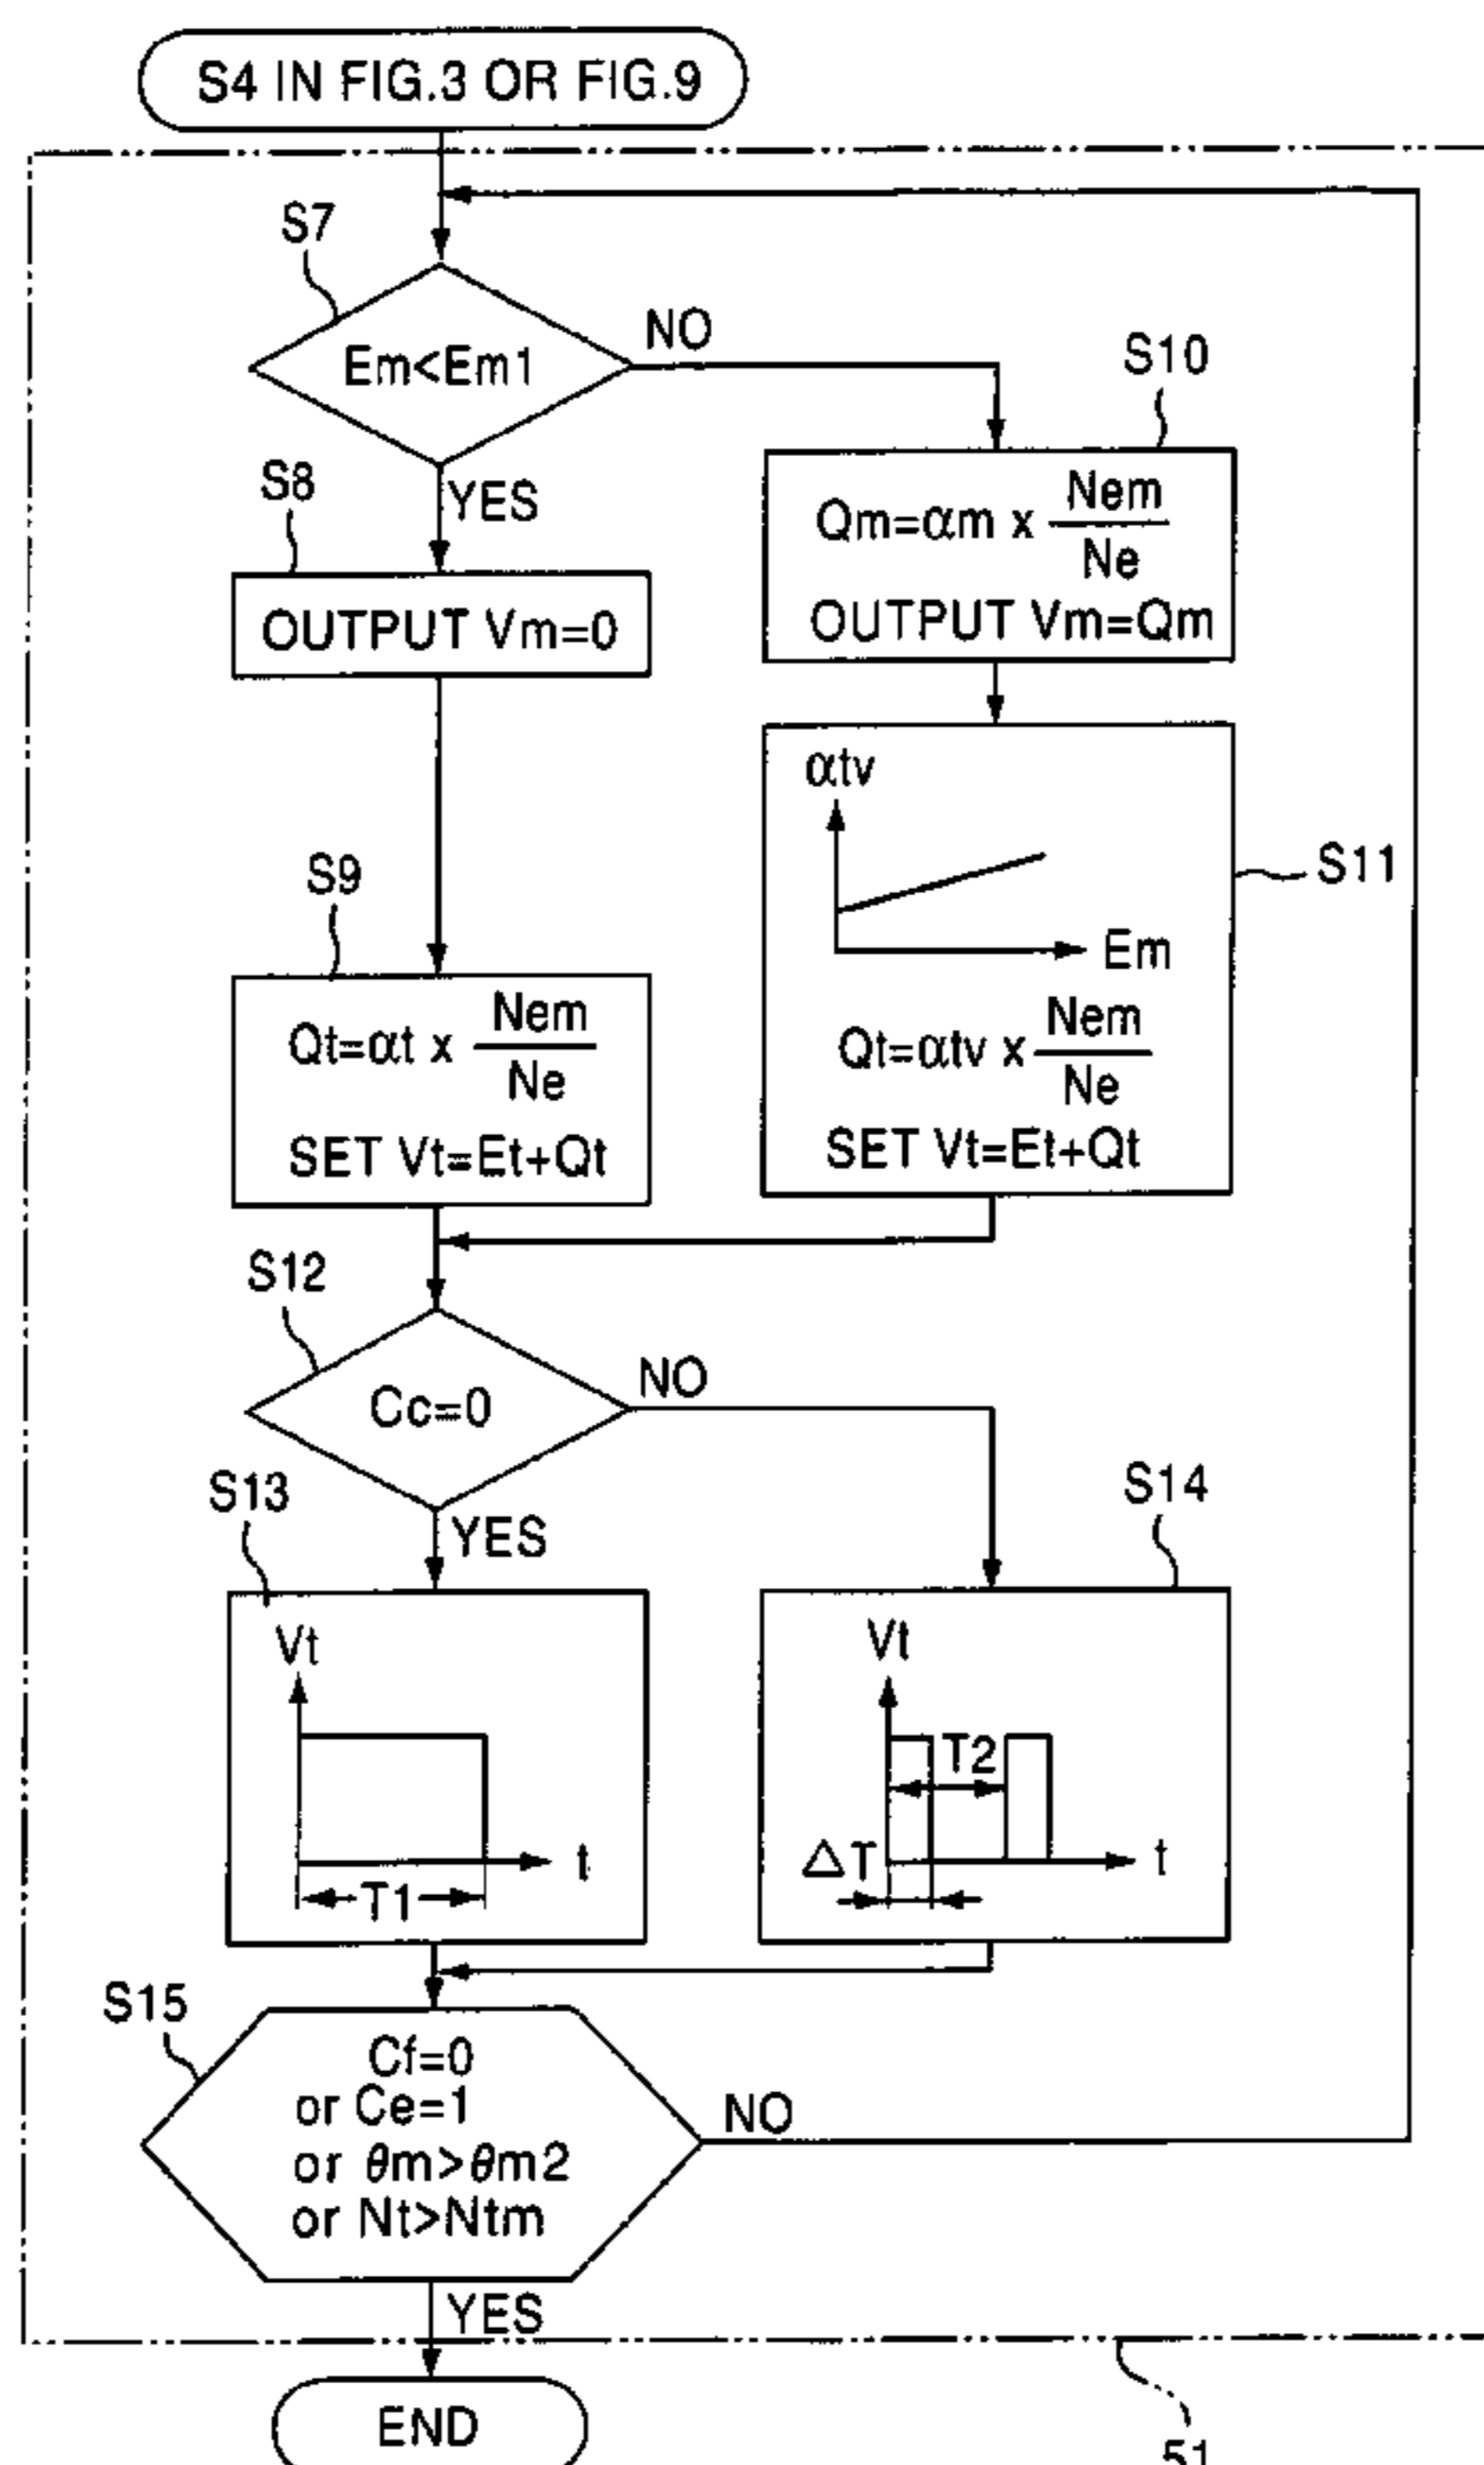 S4 IN FIG.3 OR FIG.9
S7
Em<Em1
NO
YES
S8
OUTPUT Vm=0
S10
Qm=αm x Nem
Ne
OUTPUT Vm=Qm
S9
Qt=αt x Nem
Ne
SET Vt=Et+Qt
αtv
Em
S11
Qt=αtv x Nem
Ne
SET Vt=Et+Qt
S12
Cc=0
NO
YES
S13
Vt
t
T1
S14
Vt
T2
ΔT
t
S15
Cf=0
or Ce=1
or θm>θm2
or Nt>Ntm
NO
YES
END
51